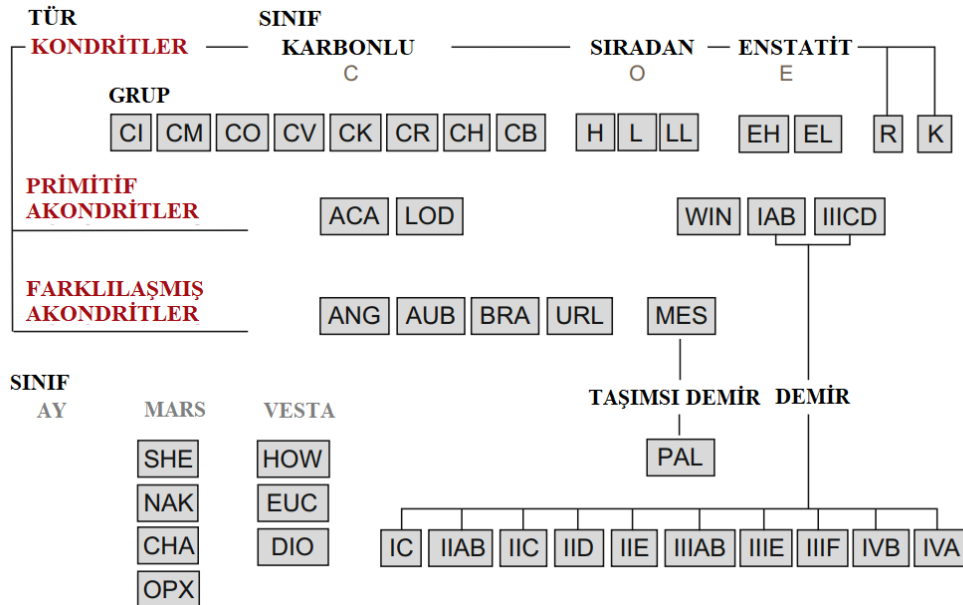 TÜR SINIF
KONDRİTLER KARBONLU SIRADAN ENSTATİT
C O E
GRUP
CI CM CO CV CK CR CH CB H L LL EH EL R K
PRİMİTİF
AKONDRİTLER
ACA LOD WIN IAB IIICD
FARKLILAŞMIŞ
AKONDRİTLER
ANG AUB BRA URL MES
SINIF
AY MARS VESTA TAŞIMSI DEMİR DEMİR
SHE HOW PAL
NAK EUC
CHA DIO IC IIAB IIC IID IIE IIIAB IIIE IIIF IVB IVA
OPX